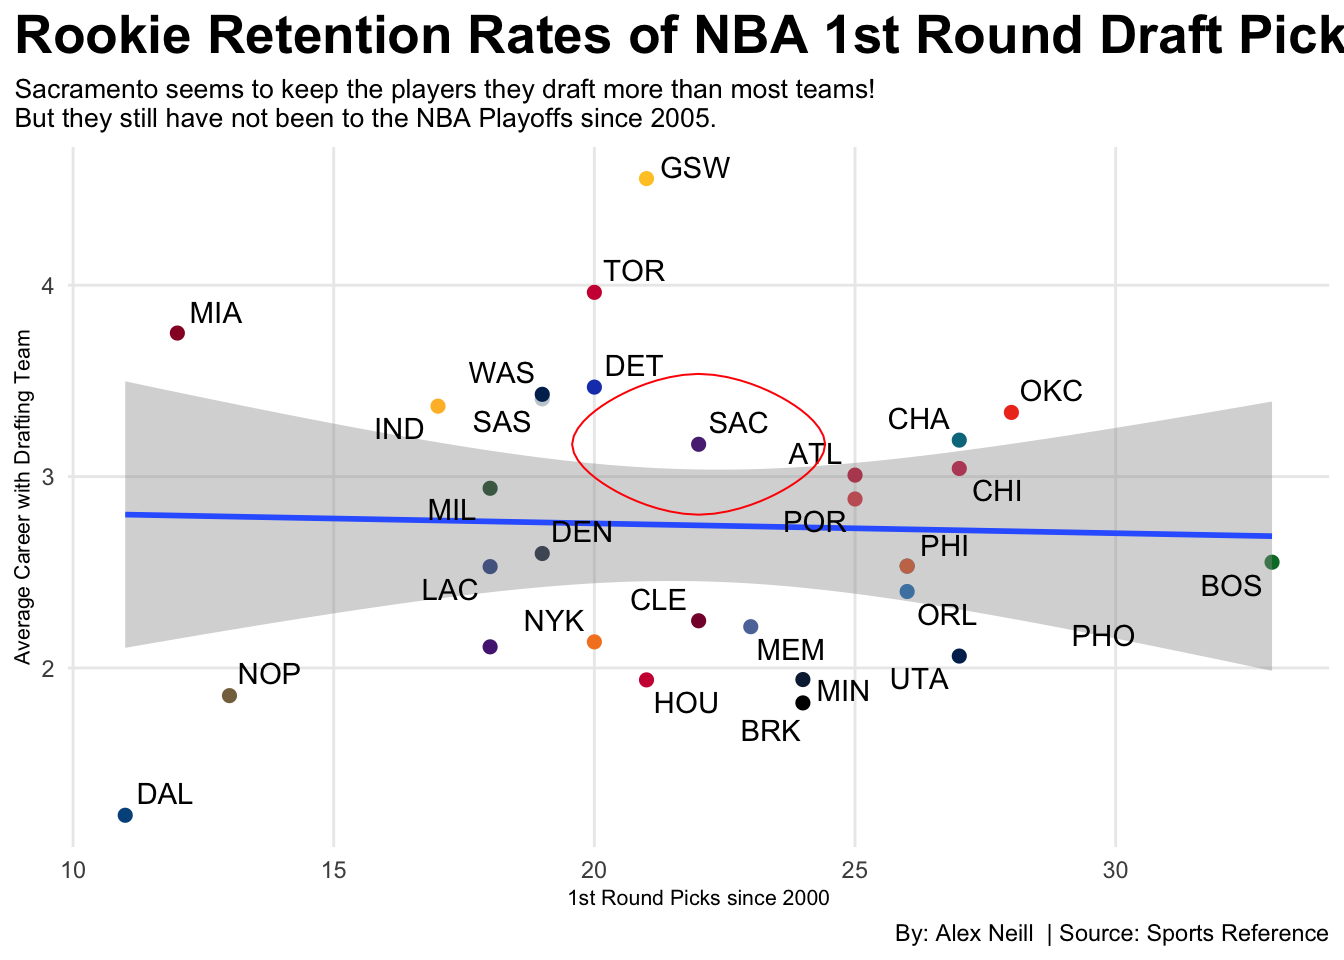 Rookie Retention Rates of NBA 1st Round Draft Pick
Sacramento seems to keep the players they draft more than most teams!
But they still have not been to the NBA Playoffs since 2005.
GSW
TOR
4
MIA
WAS
DET
OKC
IND
SAS
SAC
CHA
ATL
3
CHI
MIL
POR
DEN
PHI
LAC
BOS
CLE
NYK
ORL
PHO
MEM
2
NOP
UTA
MIN
HOU
BRK
DAL
Average Career with Drafting Team
10
15
20
25
30
1st Round Picks since 2000
By: Alex Neill | Source: Sports Reference